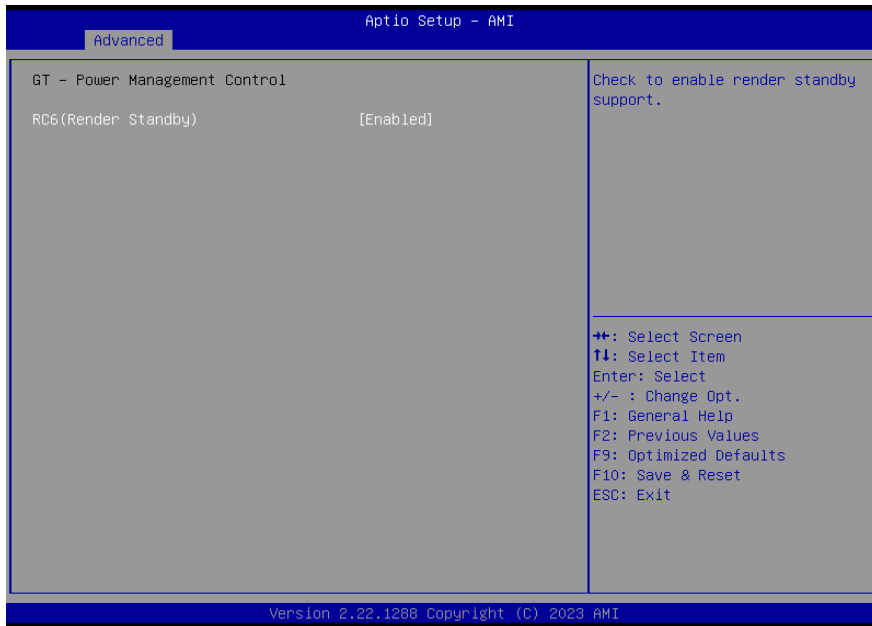 Aptio Setup – AMI
Advanced
GT – Power Management Control
RC6(Render Standby) [Enabled]
Check to enable render standby
support.
→←: Select Screen
↑↓: Select Item
Enter: Select
+/- : Change Opt.
F1: General Help
F2: Previous Values
F9: Optimized Defaults
F10: Save & Reset
ESC: Exit
Version 2.22.1288 Copyright (C) 2023 AMI